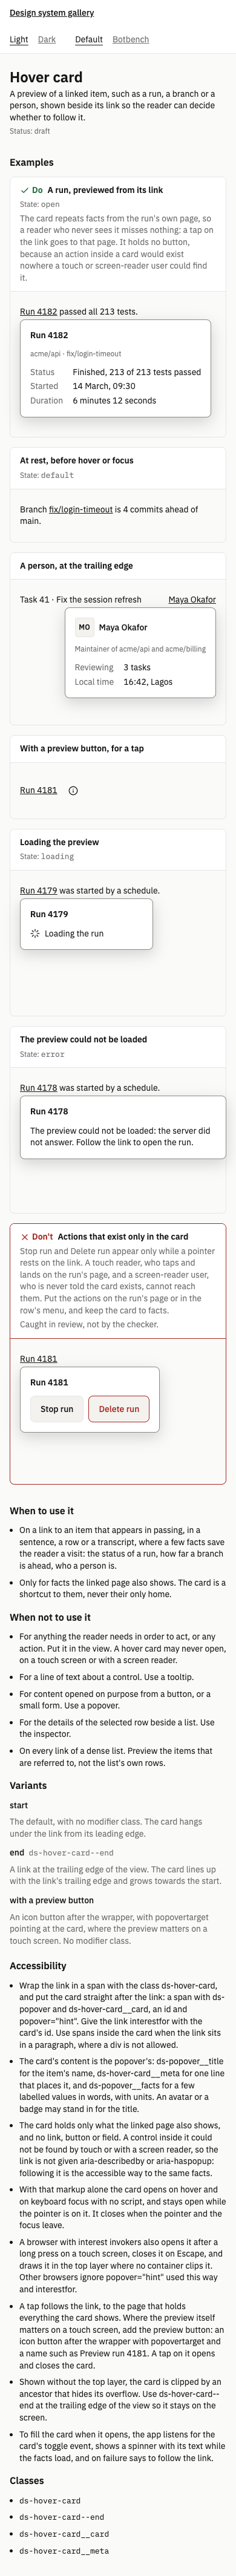 Design system gallery
Light Dark Default Botbench
Hover card
A preview of a linked item, such as a run, a branch or a
person, shown beside its link so the reader can decide
whether to follow it.
Status: draft
Examples
Do A run, previewed from its link
State: open
The card repeats facts from the run's own page, so
a reader who never sees it misses nothing: a tap on
the link goes to that page. It holds no button,
because an action inside a card would exist
nowhere a touch or screen-reader user could find
it.
Run 4182 passed all 213 tests.
Run 4182
acme/api · fix/login-timeout
Status Finished, 213 of 213 tests passed
Started 14 March, 09:30
Duration 6 minutes 12 seconds
At rest, before hover or focus
State: default
Branch fix/login-timeout is 4 commits ahead of
main.
A person, at the trailing edge
Task 41 · Fix the session refresh Maya Okafor
MO Maya Okafor
Maintainer of acme/api and acme/billing
Reviewing 3 tasks
Local time 16:42, Lagos
With a preview button, for a tap
Run 4181
Loading the preview
State: loading
Run 4179 was started by a schedule.
Run 4179
Loading the run
The preview could not be loaded
State: error
Run 4178 was started by a schedule.
Run 4178
The preview could not be loaded: the server did
not answer. Follow the link to open the run.
Don't Actions that exist only in the card
Stop run and Delete run appear only while a pointer
rests on the link. A touch reader, who taps and
lands on the run's page, and a screen-reader user,
who is never told the card exists, cannot reach
them. Put the actions on the run's page or in the
row's menu, and keep the card to facts.
Caught in review, not by the checker.
Run 4181
Run 4181
Stop run Delete run
When to use it
• On a link to an item that appears in passing, in a
sentence, a row or a transcript, where a few facts save
the reader a visit: the status of a run, how far a branch
is ahead, who a person is.
• Only for facts the linked page also shows. The card is a
shortcut to them, never their only home.
When not to use it
• For anything the reader needs in order to act, or any
action. Put it in the view. A hover card may never open,
on a touch screen or with a screen reader.
• For a line of text about a control. Use a tooltip.
• For content opened on purpose from a button, or a
small form. Use a popover.
• For the details of the selected row beside a list. Use
the inspector.
• On every link of a dense list. Preview the items that
are referred to, not the list's own rows.
Variants
start
The default, with no modifier class. The card hangs
under the link from its leading edge.
end ds-hover-card--end
A link at the trailing edge of the view. The card lines up
with the link's trailing edge and grows towards the start.
with a preview button
An icon button after the wrapper, with popovertarget
pointing at the card, where the preview matters on a
touch screen. No modifier class.
Accessibility
• Wrap the link in a span with the class ds-hover-card,
and put the card straight after the link: a span with ds-
popover and ds-hover-card__card, an id and
popover="hint". Give the link interestfor with the
card's id. Use spans inside the card when the link sits
in a paragraph, where a div is not allowed.
• The card's content is the popover's: ds-popover__title
for the item's name, ds-hover-card__meta for one line
that places it, and ds-popover__facts for a few
labelled values in words, with units. An avatar or a
badge may stand in for the title.
• The card holds only what the linked page also shows,
and no link, button or field. A control inside it could
not be found by touch or with a screen reader, so the
link is not given aria-describedby or aria-haspopup:
following it is the accessible way to the same facts.
• With that markup alone the card opens on hover and
on keyboard focus with no script, and stays open while
the pointer is on it. It closes when the pointer and the
focus leave.
• A browser with interest invokers also opens it after a
long press on a touch screen, closes it on Escape, and
draws it in the top layer where no container clips it.
Other browsers ignore popover="hint" used this way
and interestfor.
• A tap follows the link, to the page that holds
everything the card shows. Where the preview itself
matters on a touch screen, add the preview button: an
icon button after the wrapper with popovertarget and
a name such as Preview run 4181. A tap on it opens
and closes the card.
• Shown without the top layer, the card is clipped by an
ancestor that hides its overflow. Use ds-hover-card--
end at the trailing edge of the view so it stays on the
screen.
• To fill the card when it opens, the app listens for the
card's toggle event, shows a spinner with its text while
the facts load, and on failure says to follow the link.
Classes
• ds-hover-card
• ds-hover-card--end
• ds-hover-card__card
• ds-hover-card__meta